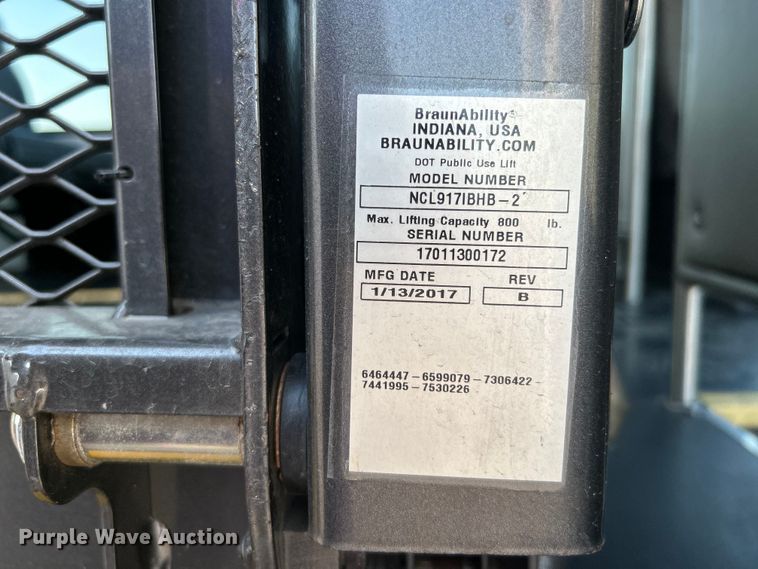 BraunAbility®
INDIANA, USA
BRAUNABILITY.COM
DOT Public Use Lift
MODEL NUMBER
NCL917IBHB-2
Max. Lifting Capacity 800 lb.
SERIAL NUMBER
17011300172
MFG DATE REV
1/13/2017 B
6464447-6599079-7306422-
7441995-7530226
Purple Wave Auction